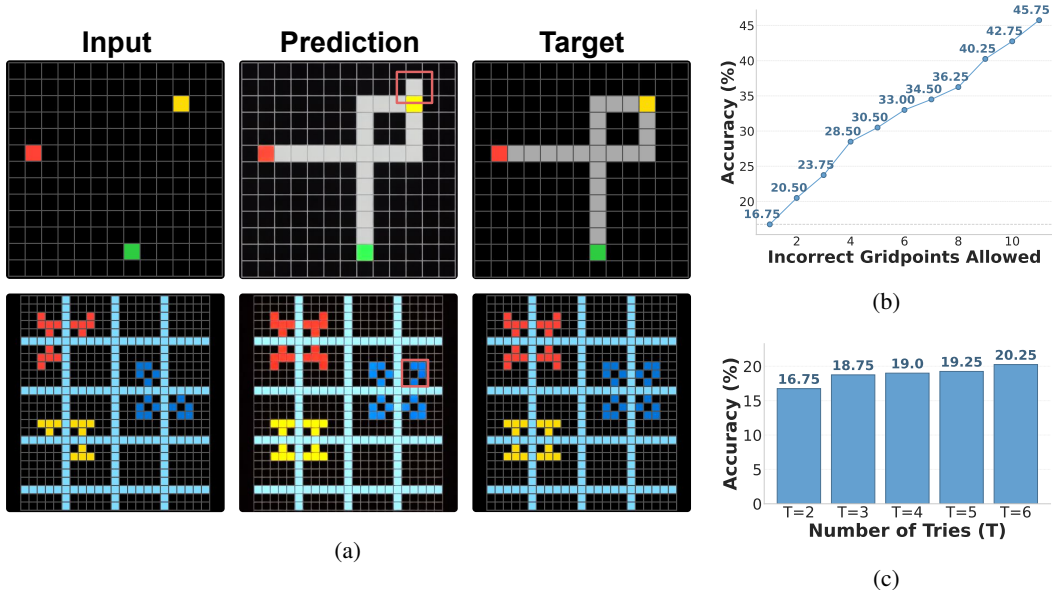 Input
Prediction
Target
(a)
45
40
35
30
25
20
Accuracy (%)
16.75
20.50
23.75
28.50
30.50
33.00
34.50
36.25
40.25
42.75
45.75
2
4
6
8
10
Incorrect Gridpoints Allowed
(b)
20
15
10
5
0
Accuracy (%)
16.75
18.75
19.0
19.25
20.25
T=2
T=3
T=4
T=5
T=6
Number of Tries (T)
(c)